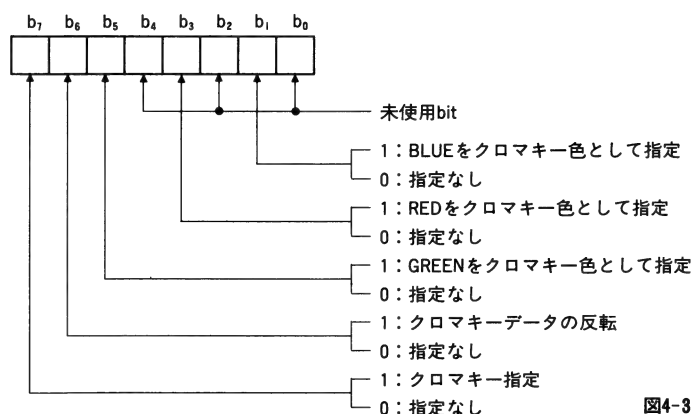 b₇ b₆ b₅ b₄ b₃ b₂ b₁ b₀
未使用bit
1：BLUEをクロマキー色として指定
0：指定なし
1：REDをクロマキー色として指定
0：指定なし
1：GREENをクロマキー色として指定
0：指定なし
1：クロマキーデータの反転
0：指定なし
1：クロマキー指定
0：指定なし
図4-3